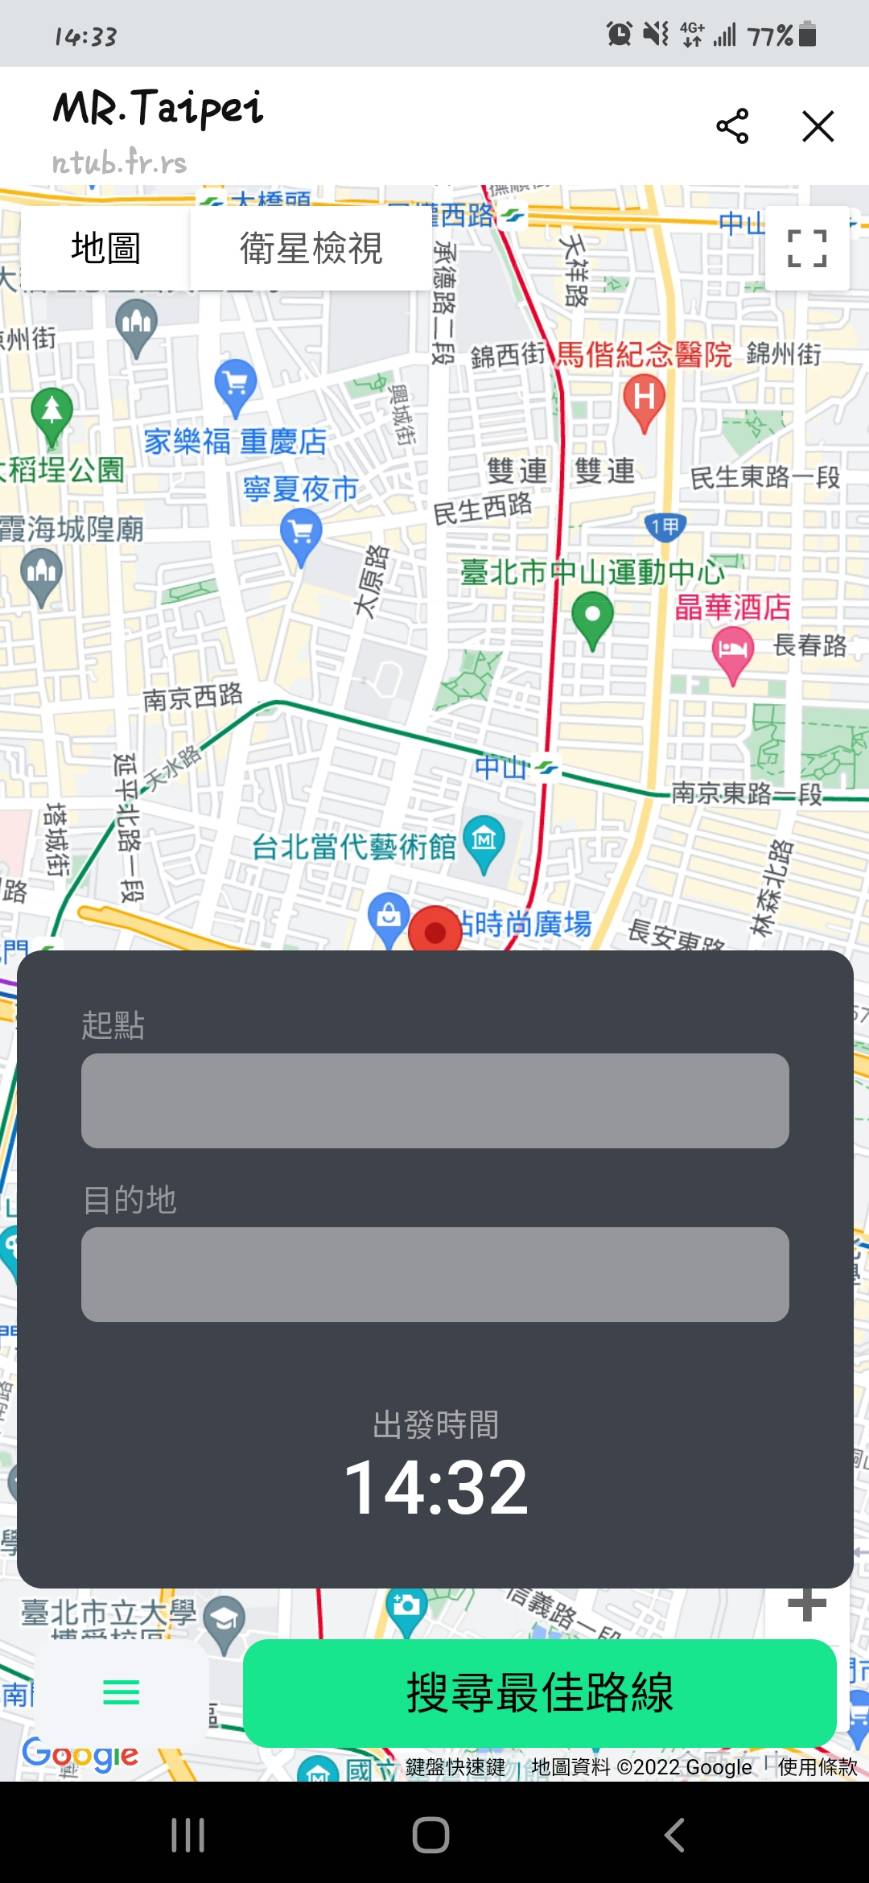 14:33
4G+
77%
MR.Taipei
ntub.fr.rs
大橋頭
中山
地圖
衛星檢視
承德路二段
天祥路
錦西街
馬偕紀念醫院
錦州街
家樂福 重慶店
興城街
稻埕公園
寧夏夜市
雙連
雙連
民生東路一段
民生西路
霞海城隍廟
1甲
太原路
臺北市中山運動中心
晶華酒店
長春路
南京西路
天水路
中山
南京東路一段
延平北路一段
塔城街
台北當代藝術館
林森北路
時尚廣場
長安東路
起點
目的地
出發時間
14:32
信義路一段
臺北市立大學
搜尋最佳路線
Google
鍵盤快速鍵
地圖資料 ©2022 Google
使用條款